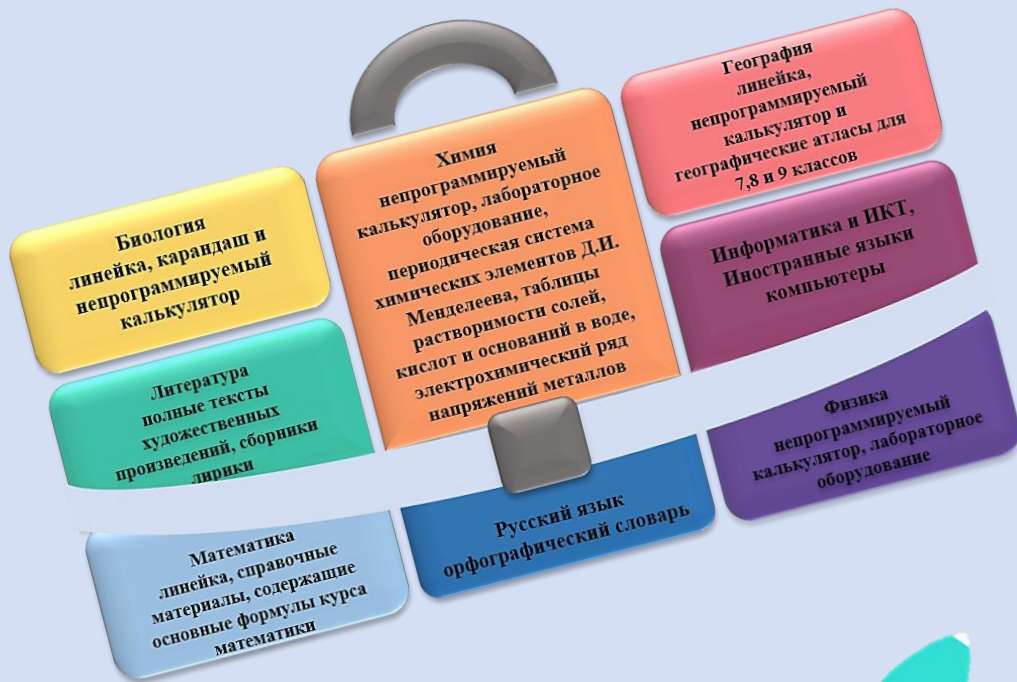 Биология
линейка, карандаш и
непрограммируемый
калькулятор
Литература
полные тексты
художественных
произведений, сборники
лирики
Математика
линейка, справочные
материалы, содержащие
основные формулы курса
математики
Химия
непрограммируемый
калькулятор, лабораторное
оборудование,
периодическая система
химических элементов Д.И.
Менделеева, таблицы
растворимости солей,
кислот и оснований в воде,
электрохимический ряд
напряжений металлов
Русский язык
орфографический словарь
География
линейка,
непрограммируемый
калькулятор и
географические атласы для
7,8 и 9 классов
Информатика и ИКТ,
Иностранные языки
компьютеры
Физика
непрограммируемый
калькулятор, лабораторное
оборудование